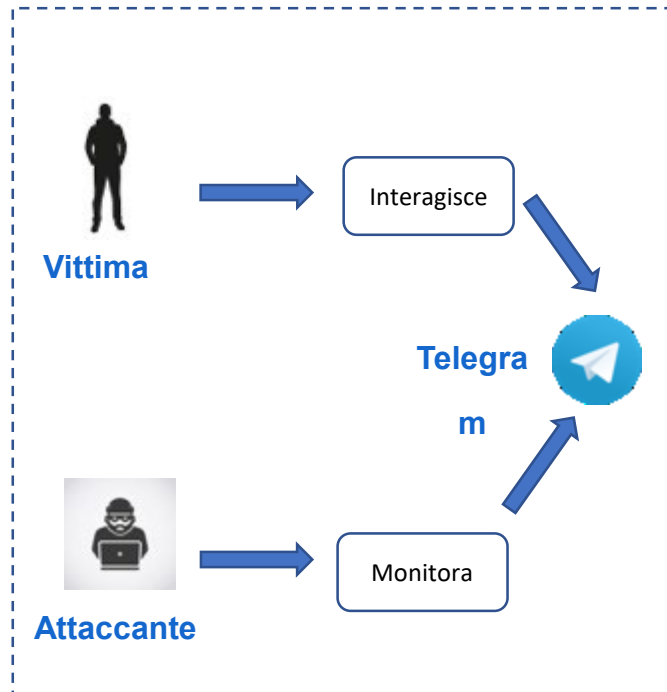 Interagisce
Vittima
Telegra
m
Monitora
Attaccante